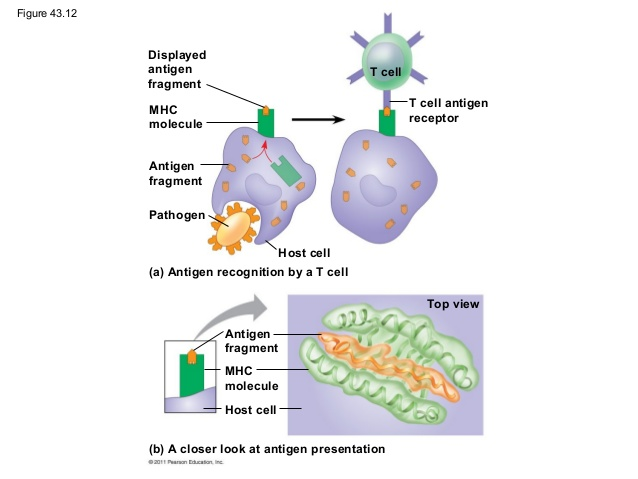 Figure 43.12
Displayed
antigen
fragment
MHC
molecule
Antigen
fragment
Pathogen
T cell
T cell antigen
receptor
Host cell
(a) Antigen recognition by a T cell
Top view
Antigen
fragment
MHC
molecule
Host cell
(b) A closer look at antigen presentation
© 2011 Pearson Education, Inc.